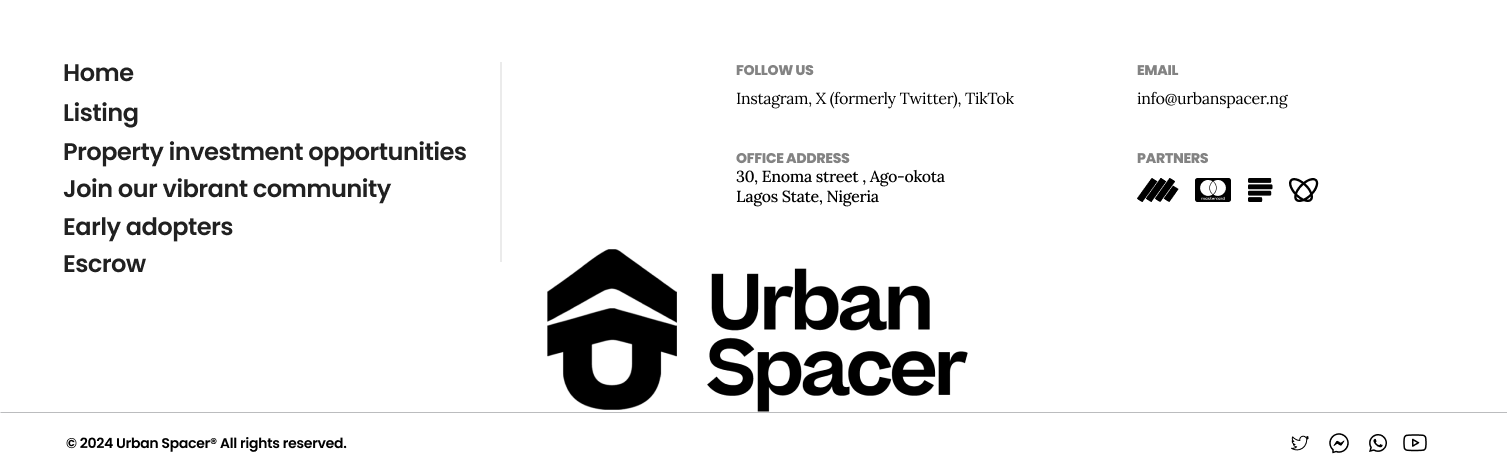 Home
Listing
Property investment opportunities
Join our vibrant community
Early adopters
Escrow
FOLLOW US
Instagram, X (formerly Twitter), TikTok
OFFICE ADDRESS
30, Enoma street , Ago-okota
Lagos State, Nigeria
EMAIL
info@urbanspacer.ng
PARTNERS
mastercard
Urban
Spacer
© 2024 Urban Spacer® All rights reserved.